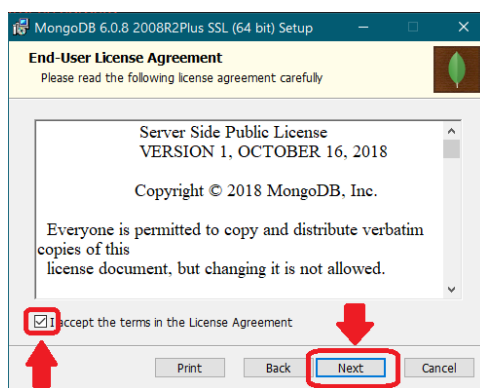 MongoDB 6.0.8 2008R2Plus SSL (64 bit) Setup
End-User License Agreement
Please read the following license agreement carefully
Server Side Public License
VERSION 1, OCTOBER 16, 2018
Copyright © 2018 MongoDB, Inc.
Everyone is permitted to copy and distribute verbatim
copies of this
license document, but changing it is not allowed.
I accept the terms in the License Agreement
Print Back Next Cancel